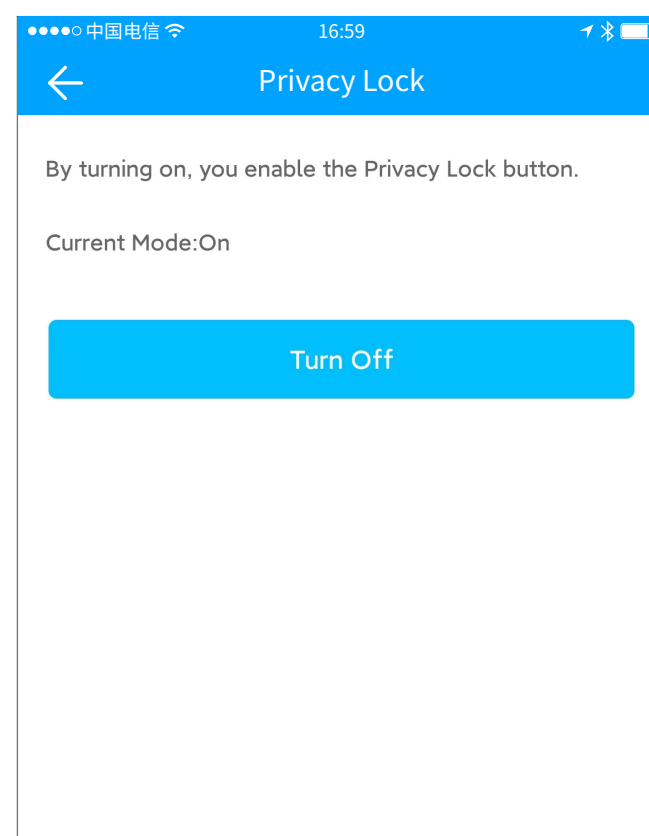 中国电信 16:59
Privacy Lock
By turning on, you enable the Privacy Lock button.
Current Mode:On
Turn Off